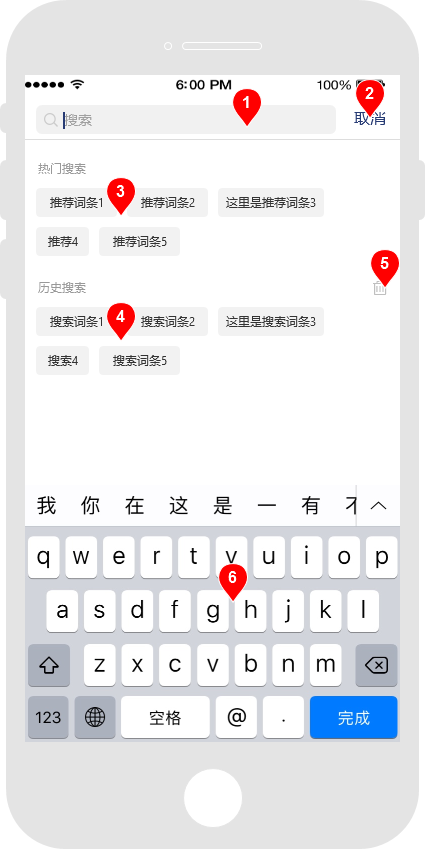 6:00 PM 100%
1
2
搜索 取消
热门搜索
3
推荐词条1 推荐词条2 这里是推荐词条3
推荐4 推荐词条5
5
历史搜索
4
搜索词条1 搜索词条2 这里是搜索词条3
搜索4 搜索词条5
我 你 在 这 是 一 有 不
q w e r t y u i o p
6
a s d f g h j k l
z x c v b n m
123 空格 @ . 完成